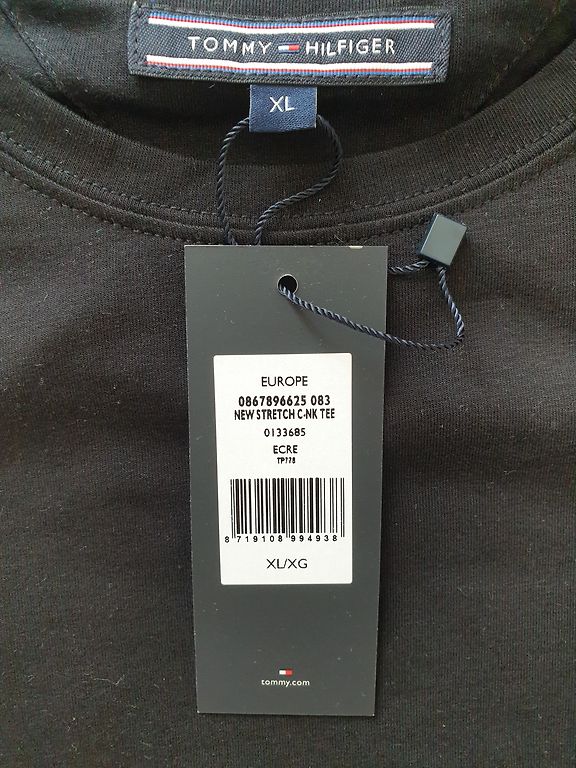 TOMMY HILFIGER
XL
EUROPE
0867896625 083
NEW STRETCH C-NK TEE
0133685
ECRE
TP778
8 719108 994938
XL/XG
tommy.com